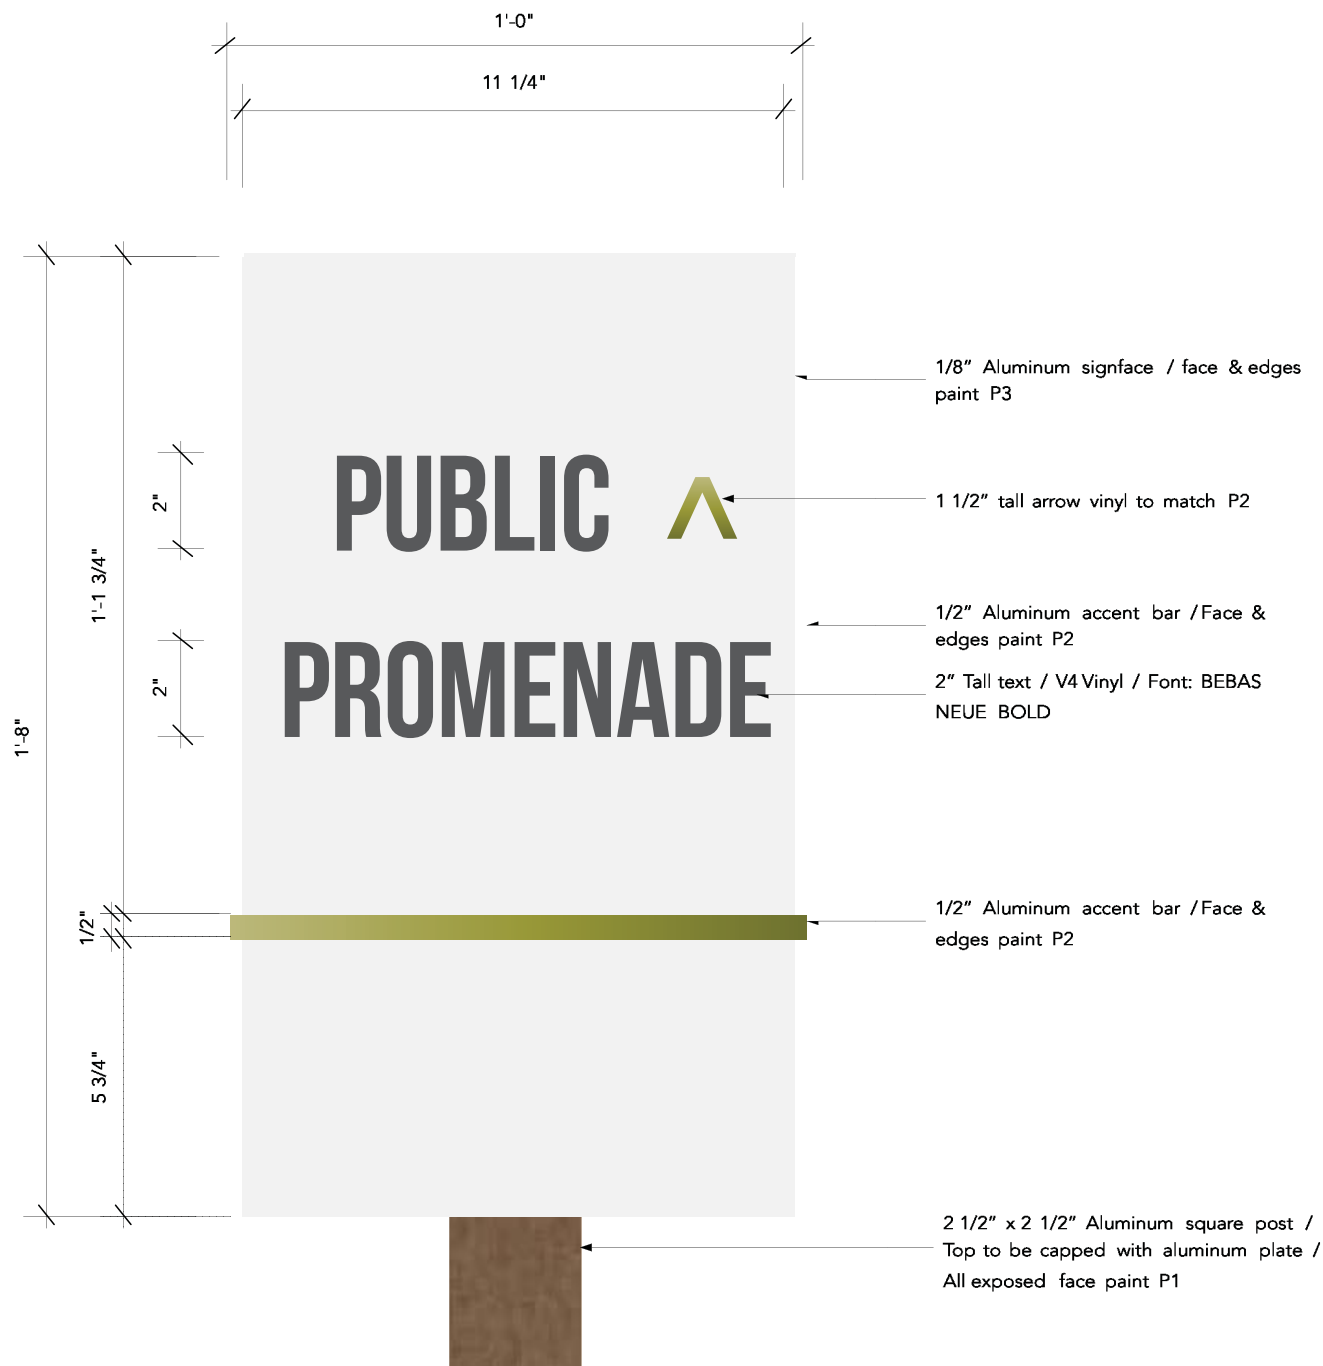 1'-0"
11 1/4"
1/8" Aluminum signface / face & edges
paint P3
2"
PUBLIC
1 1/2" tall arrow vinyl to match P2
1'-1 3/4"
1/2" Aluminum accent bar / Face &
edges paint P2
2"
PROMENADE
2" Tall text / V4 Vinyl / Font: BEBAS
NEUE BOLD
1'-8"
1/2"
1/2" Aluminum accent bar / Face &
edges paint P2
5 3/4"
2 1/2" x 2 1/2" Aluminum square post /
Top to be capped with aluminum plate /
All exposed face paint P1